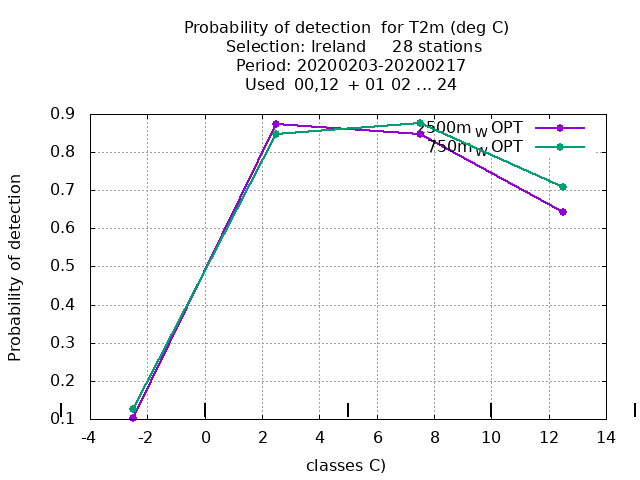 Probability of detection for T2m (deg C)
Selection: Ireland 28 stations
Period: 20200203-20200217
Used 00,12 + 01 02 ... 24
2500m W OPT
750m W OPT
Probability of detection
0.9
0.8
0.7
0.6
0.5
0.4
0.3
0.2
0.1
-4 -2 0 2 4 6 8 10 12 14
classes C)